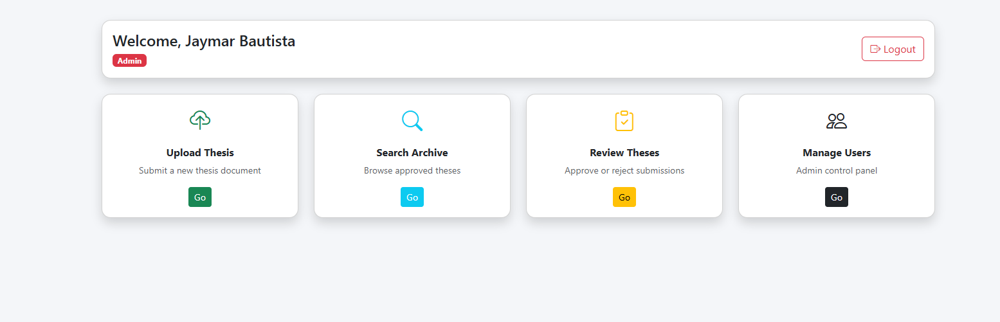 Welcome, Jaymar Bautista
Admin
Logout
Upload Thesis
Submit a new thesis document
Go
Search Archive
Browse approved theses
Go
Review Theses
Approve or reject submissions
Go
Manage Users
Admin control panel
Go